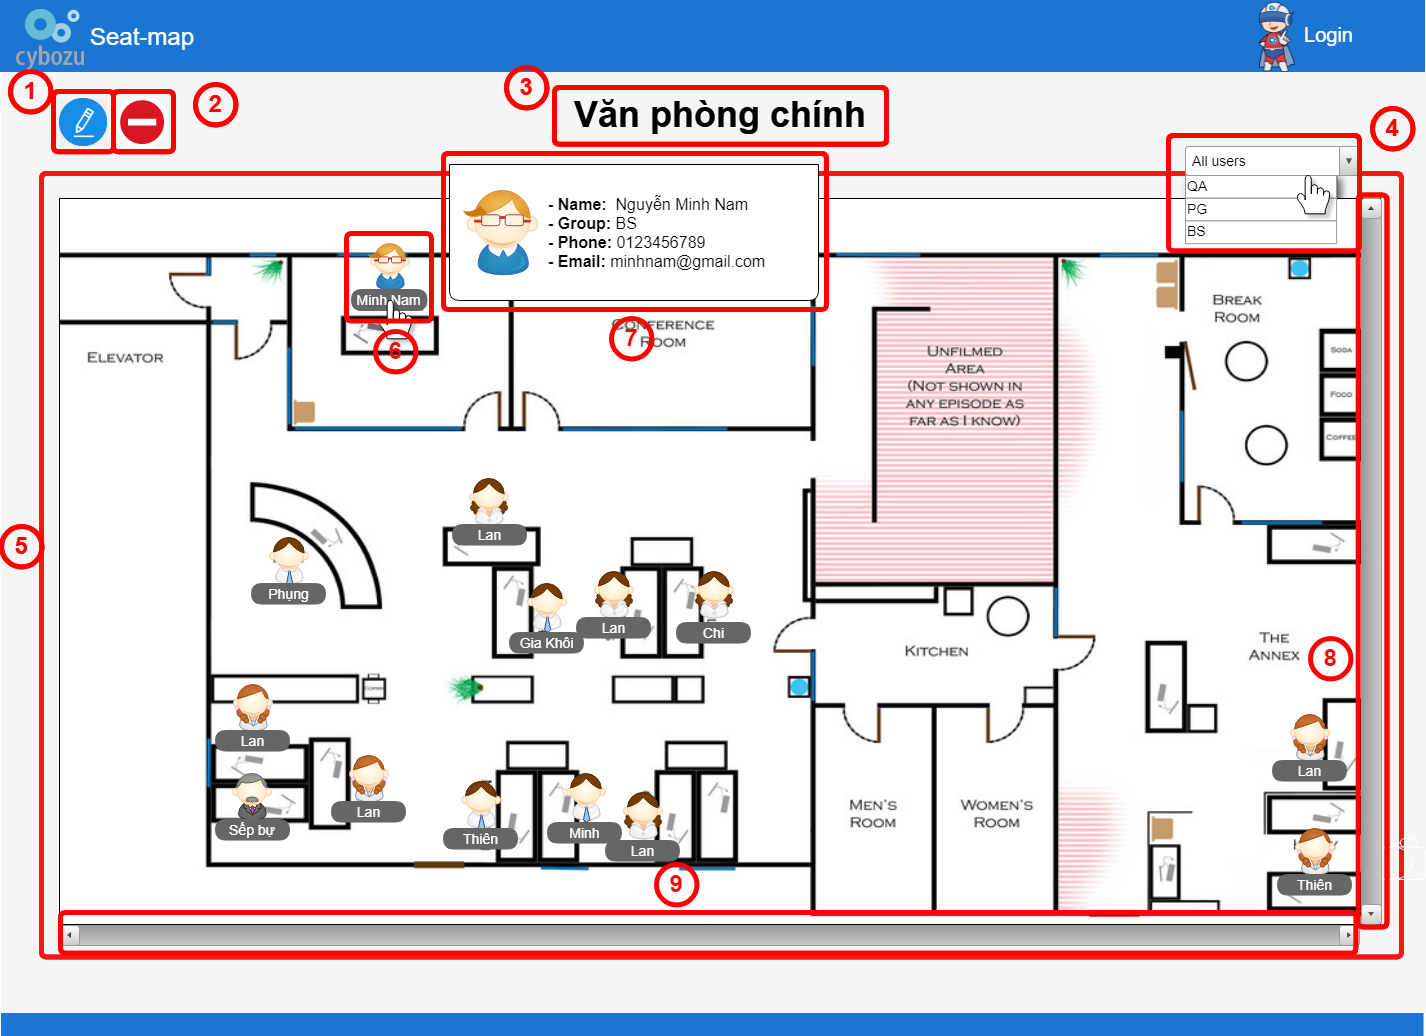 cybozu
Seat-map
Login
1
2
3
Văn phòng chính
4
All users
QA
PG
BS
- Name: Nguyễn Minh Nam
- Group: BS
- Phone: 0123456789
- Email: minhnam@gmail.com
Minh Nam
5
6
7
CONFERENCE
ROOM
ELEVATOR
UNFILMED
AREA
(NOT SHOWN IN
ANY EPISODE AS
FAR AS I KNOW)
BREAK
ROOM
SODA
FOOD
COFFEE
Lan
Phụng
Gia Khôi
Lan
Chi
KITCHEN
THE
ANNEX
8
Lan
Lan
Sếp bự
Thiên
Minh
Lan
MEN'S
ROOM
WOMEN'S
ROOM
Lan
Thiên
9